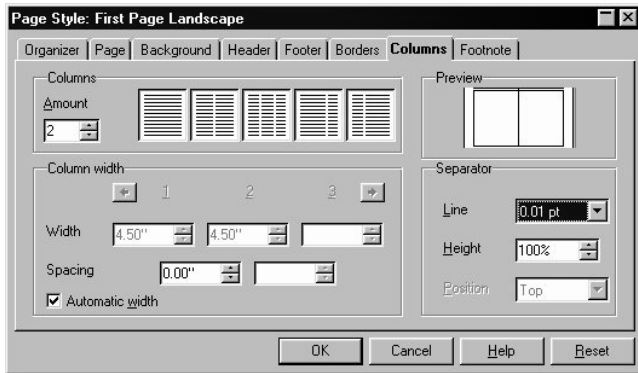 Page Style: First Page Landscape
Organizer Page Background Header Footer Borders Columns Footnote
Columns
Amount
2
Preview
Column width
1 2 3
Width 4.50" 4.50"
Spacing 0.00"
Automatic width
Separator
Line 0.01 pt
Height 100%
Position Top
OK Cancel Help Reset